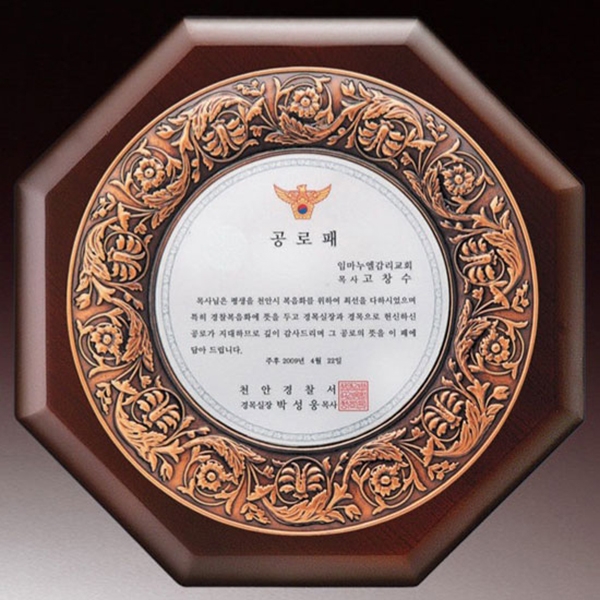 공로패
임마누엘감리교회
목사 고창수
목사님은 평생을 천안시 복음화를 위하여 최선을 다하시었으며
특히 경찰복음화에 뜻을 두고 경목실장과 경목으로 헌신하신
공로가 지대하므로 깊이 감사드리며 그 공로의 뜻을 이 패에
담아 드립니다.
주후 2009년 4월 22일
천안경찰서
경목실장 박성웅목사